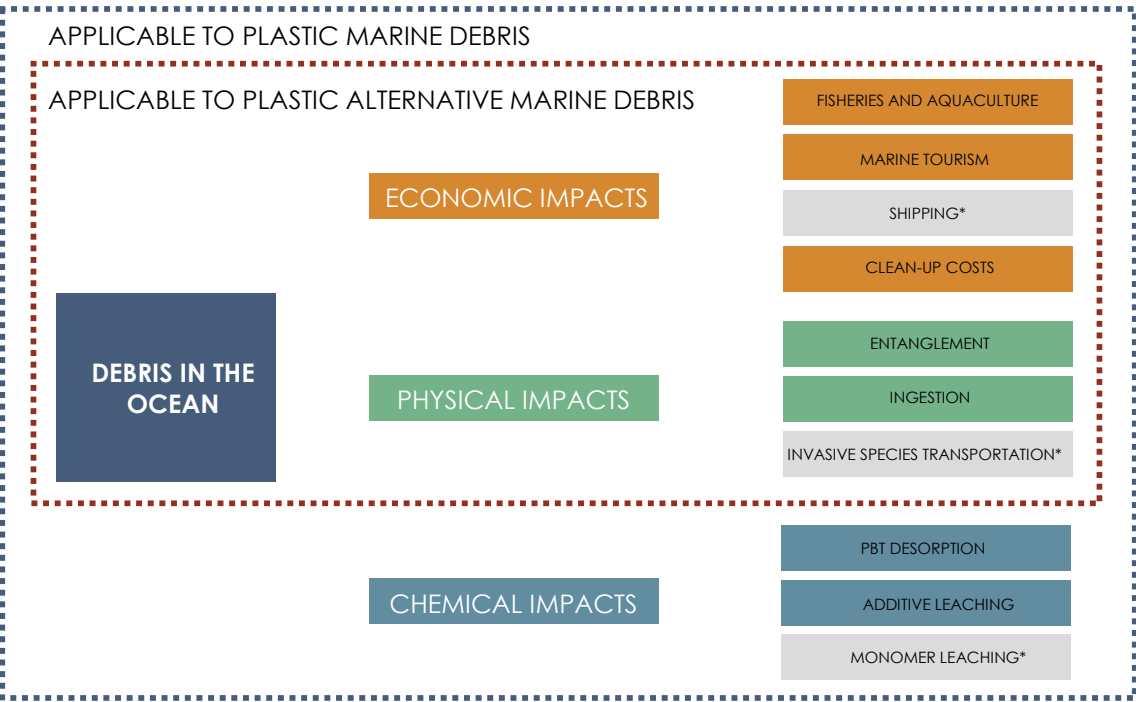 APPLICABLE TO PLASTIC MARINE DEBRIS
APPLICABLE TO PLASTIC ALTERNATIVE MARINE DEBRIS
DEBRIS IN THE
OCEAN
ECONOMIC IMPACTS
FISHERIES AND AQUACULTURE
MARINE TOURISM
SHIPPING*
CLEAN-UP COSTS
PHYSICAL IMPACTS
ENTANGLEMENT
INGESTION
INVASIVE SPECIES TRANSPORTATION*
CHEMICAL IMPACTS
PBT DESORPTION
ADDITIVE LEACHING
MONOMER LEACHING*